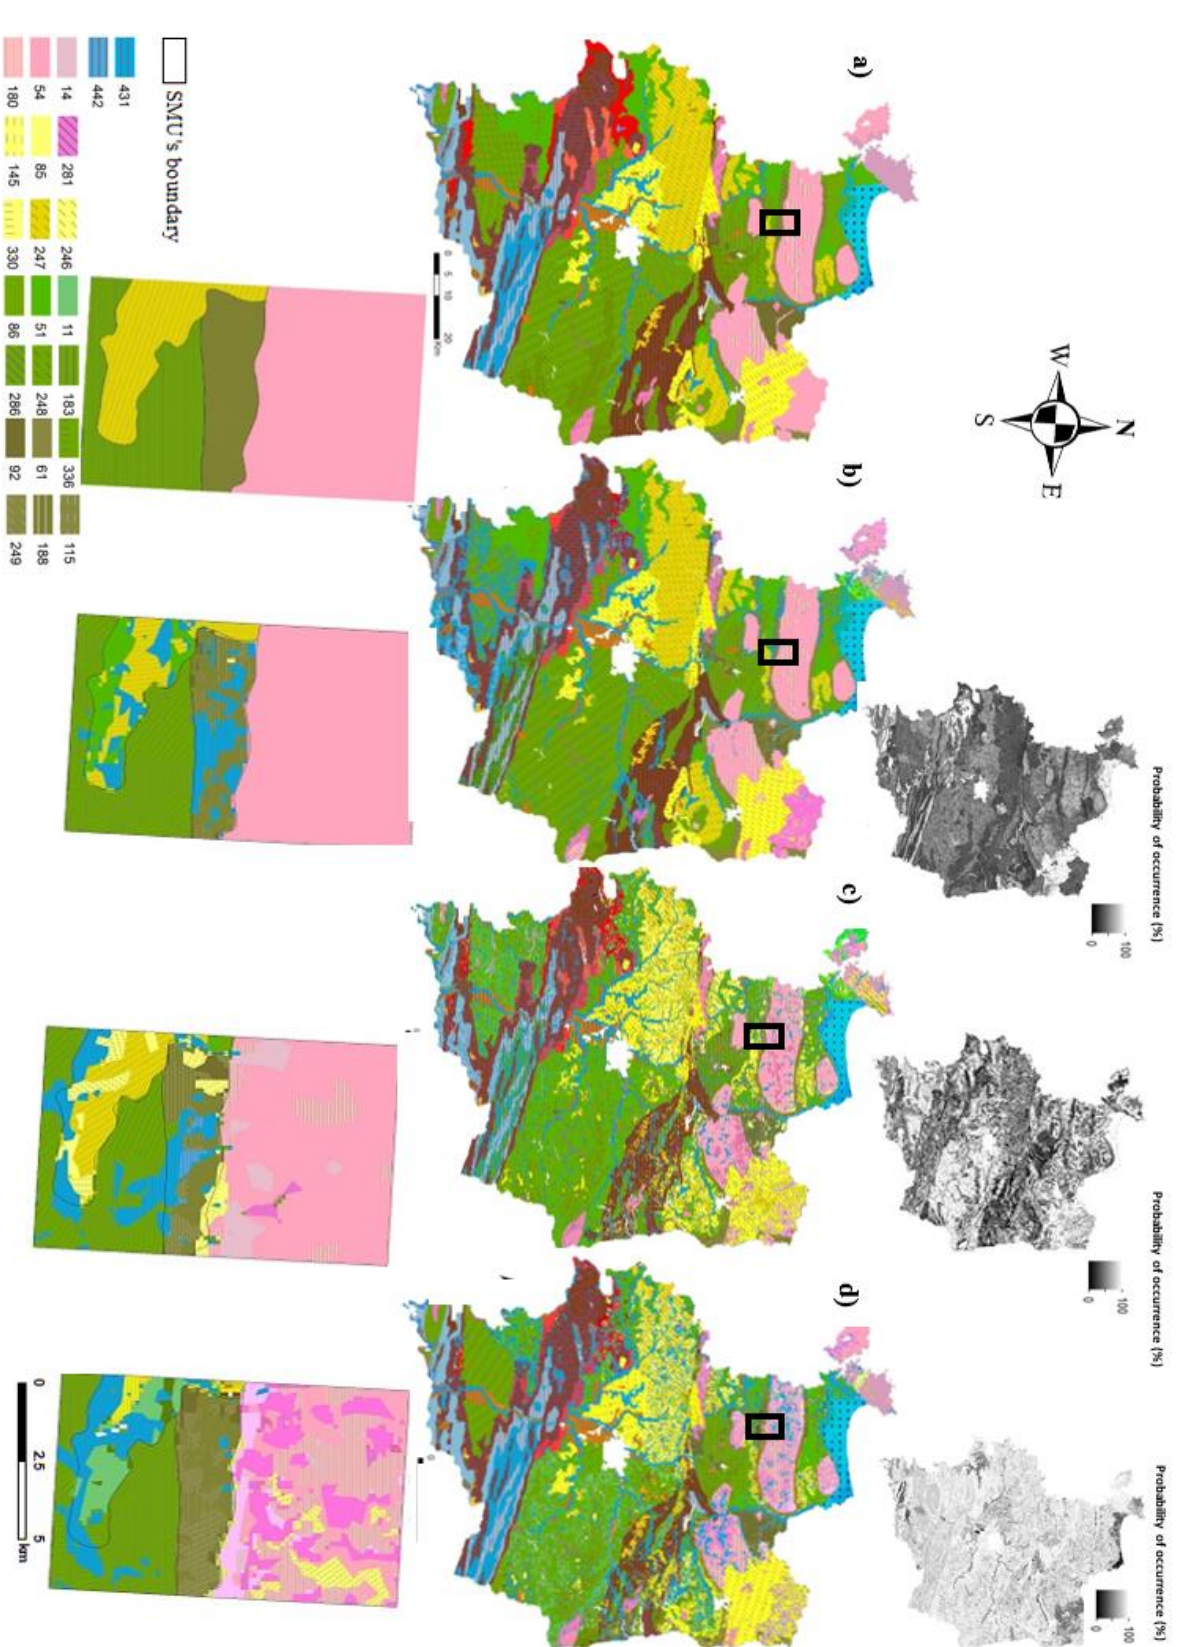 N
W E
S
Probability of occurrence (%)
100
0
Probability of occurrence (%)
100
0
Probability of occurrence (%)
100
0
a)
b)
c)
d)
0 5 10 20
Km
SMU's boundary
431
442
14 281 246 11 183 336 115
54 85 247 51 248 61 188
180 145 330 86 286 92 249
0 2.5 5
km